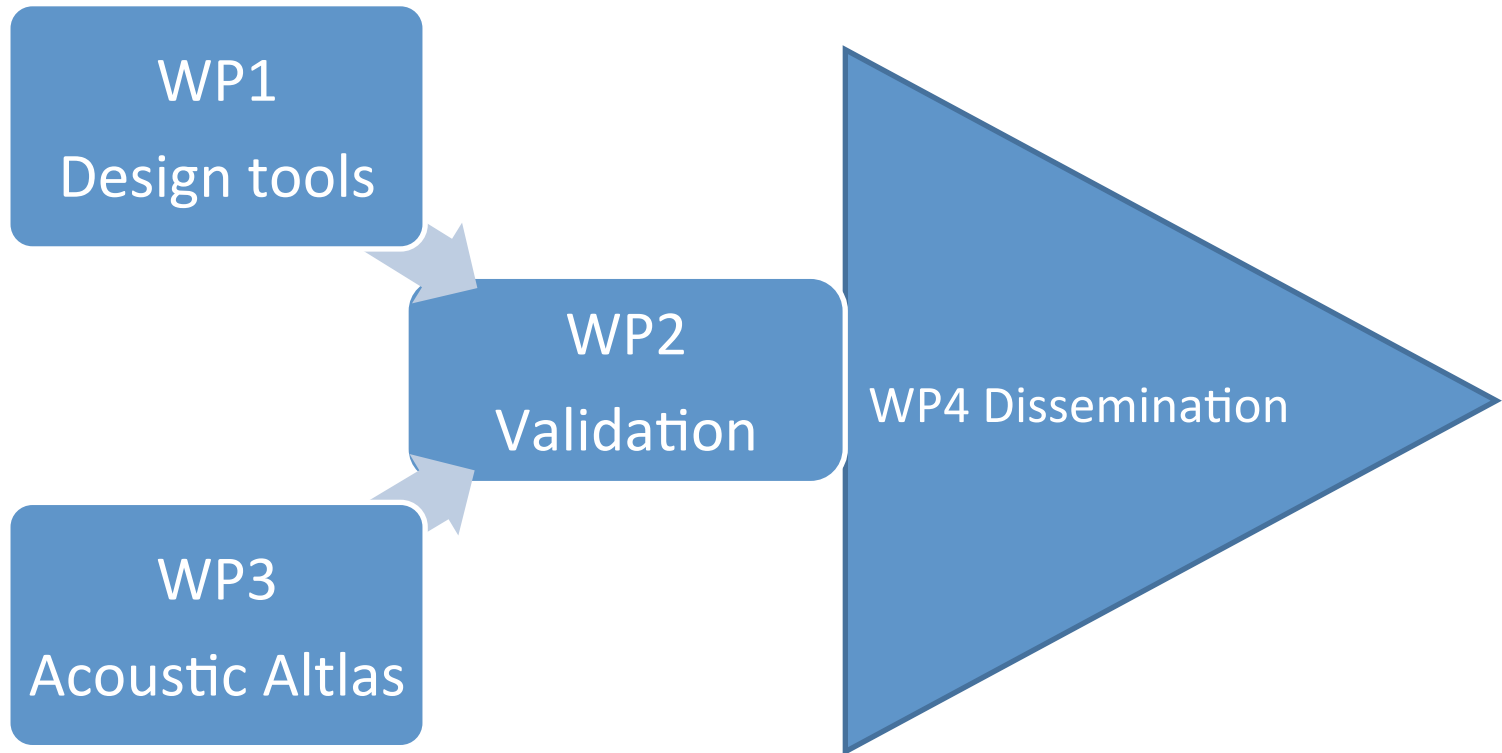 WP1
Design tools
WP2
Validation
WP3
Acoustic Altlas
WP4 Dissemination